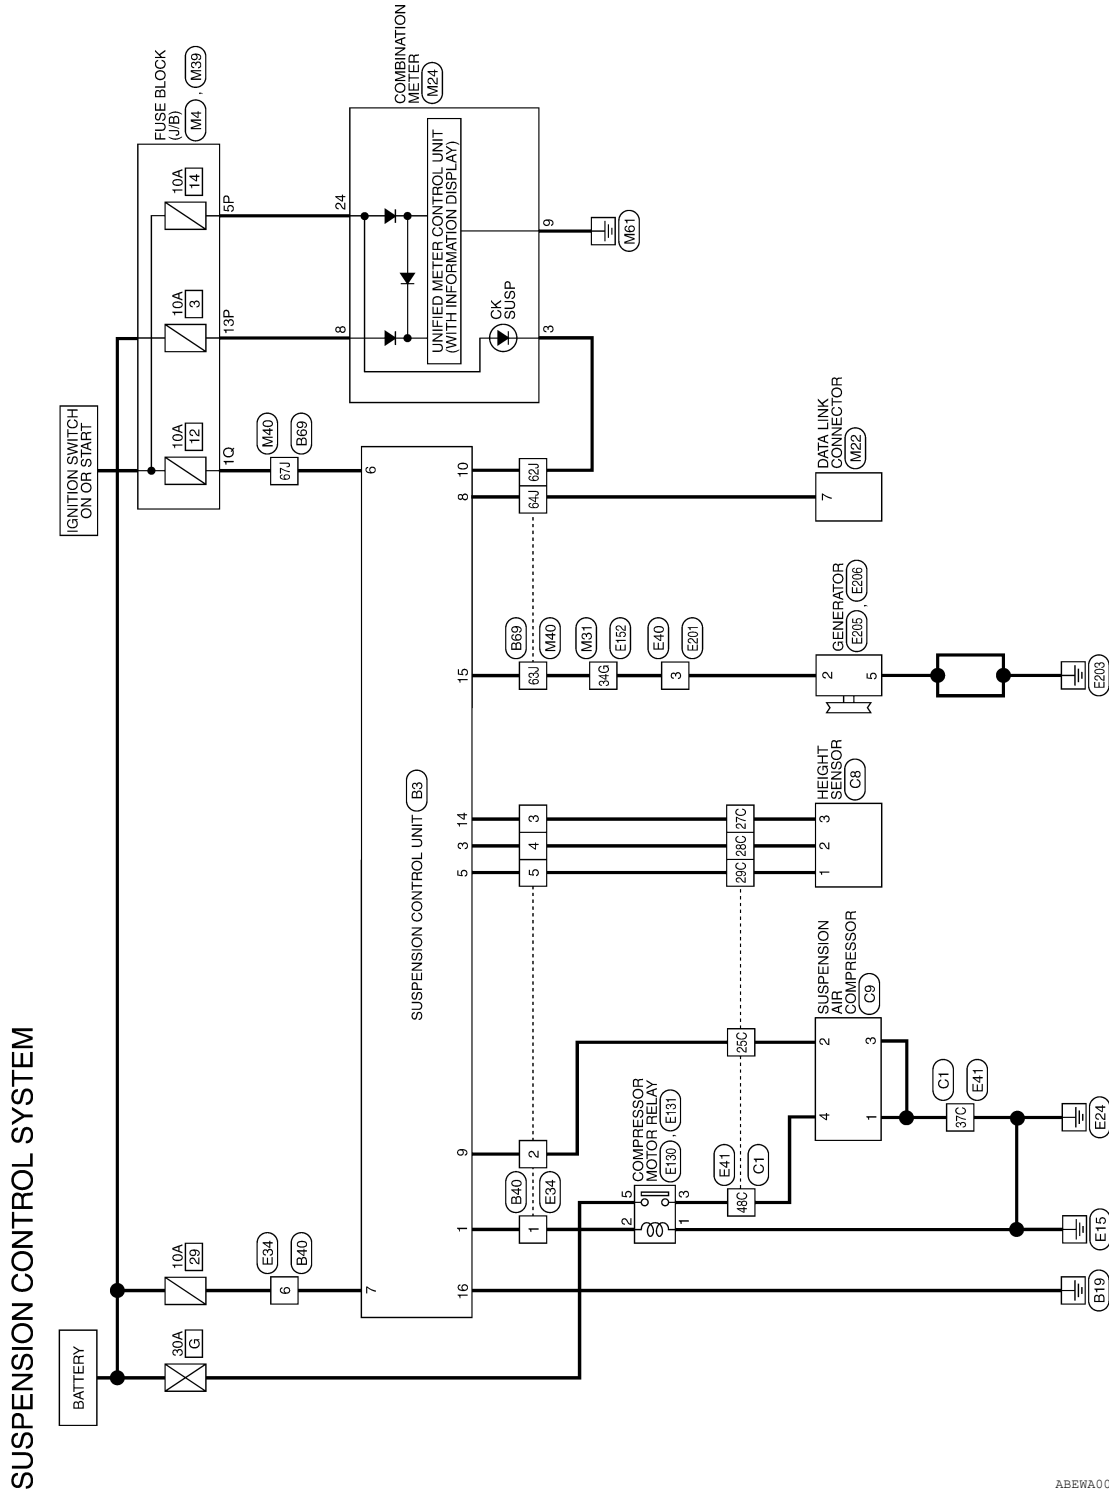 SUSPENSION CONTROL SYSTEM
BATTERY
IGNITION SWITCH
ON OR START
30A
G
10A
29
10A
12
10A
3
10A
14
FUSE BLOCK
(J/B)
M4 , M39
1Q
13P
5P
E34
6
B40
M40
67J
B69
7
6
8
24
SUSPENSION CONTROL UNIT B3
COMBINATION
METER
M24
UNIFIED METER CONTROL UNIT
(WITH INFORMATION DISPLAY)
CK
SUSP
3
9
M61
16
1
9
5
3
14
15
8
10
B40
1
E34
2
5
4
3
B69
63J
M40
64J
62J
M31
34G
E152
E40
3
E201
COMPRESSOR
MOTOR RELAY
E130 , E131
2
5
1
3
E41
48C
C1
25C
29C
28C
27C
SUSPENSION
AIR
COMPRESSOR
C9
4
2
1
3
C1
37C
E41
HEIGHT
SENSOR
C8
1
2
3
GENERATOR
E205 , E206
2
5
DATA LINK
CONNECTOR
M22
7
B19
E15
E24
E203
ABEWA00